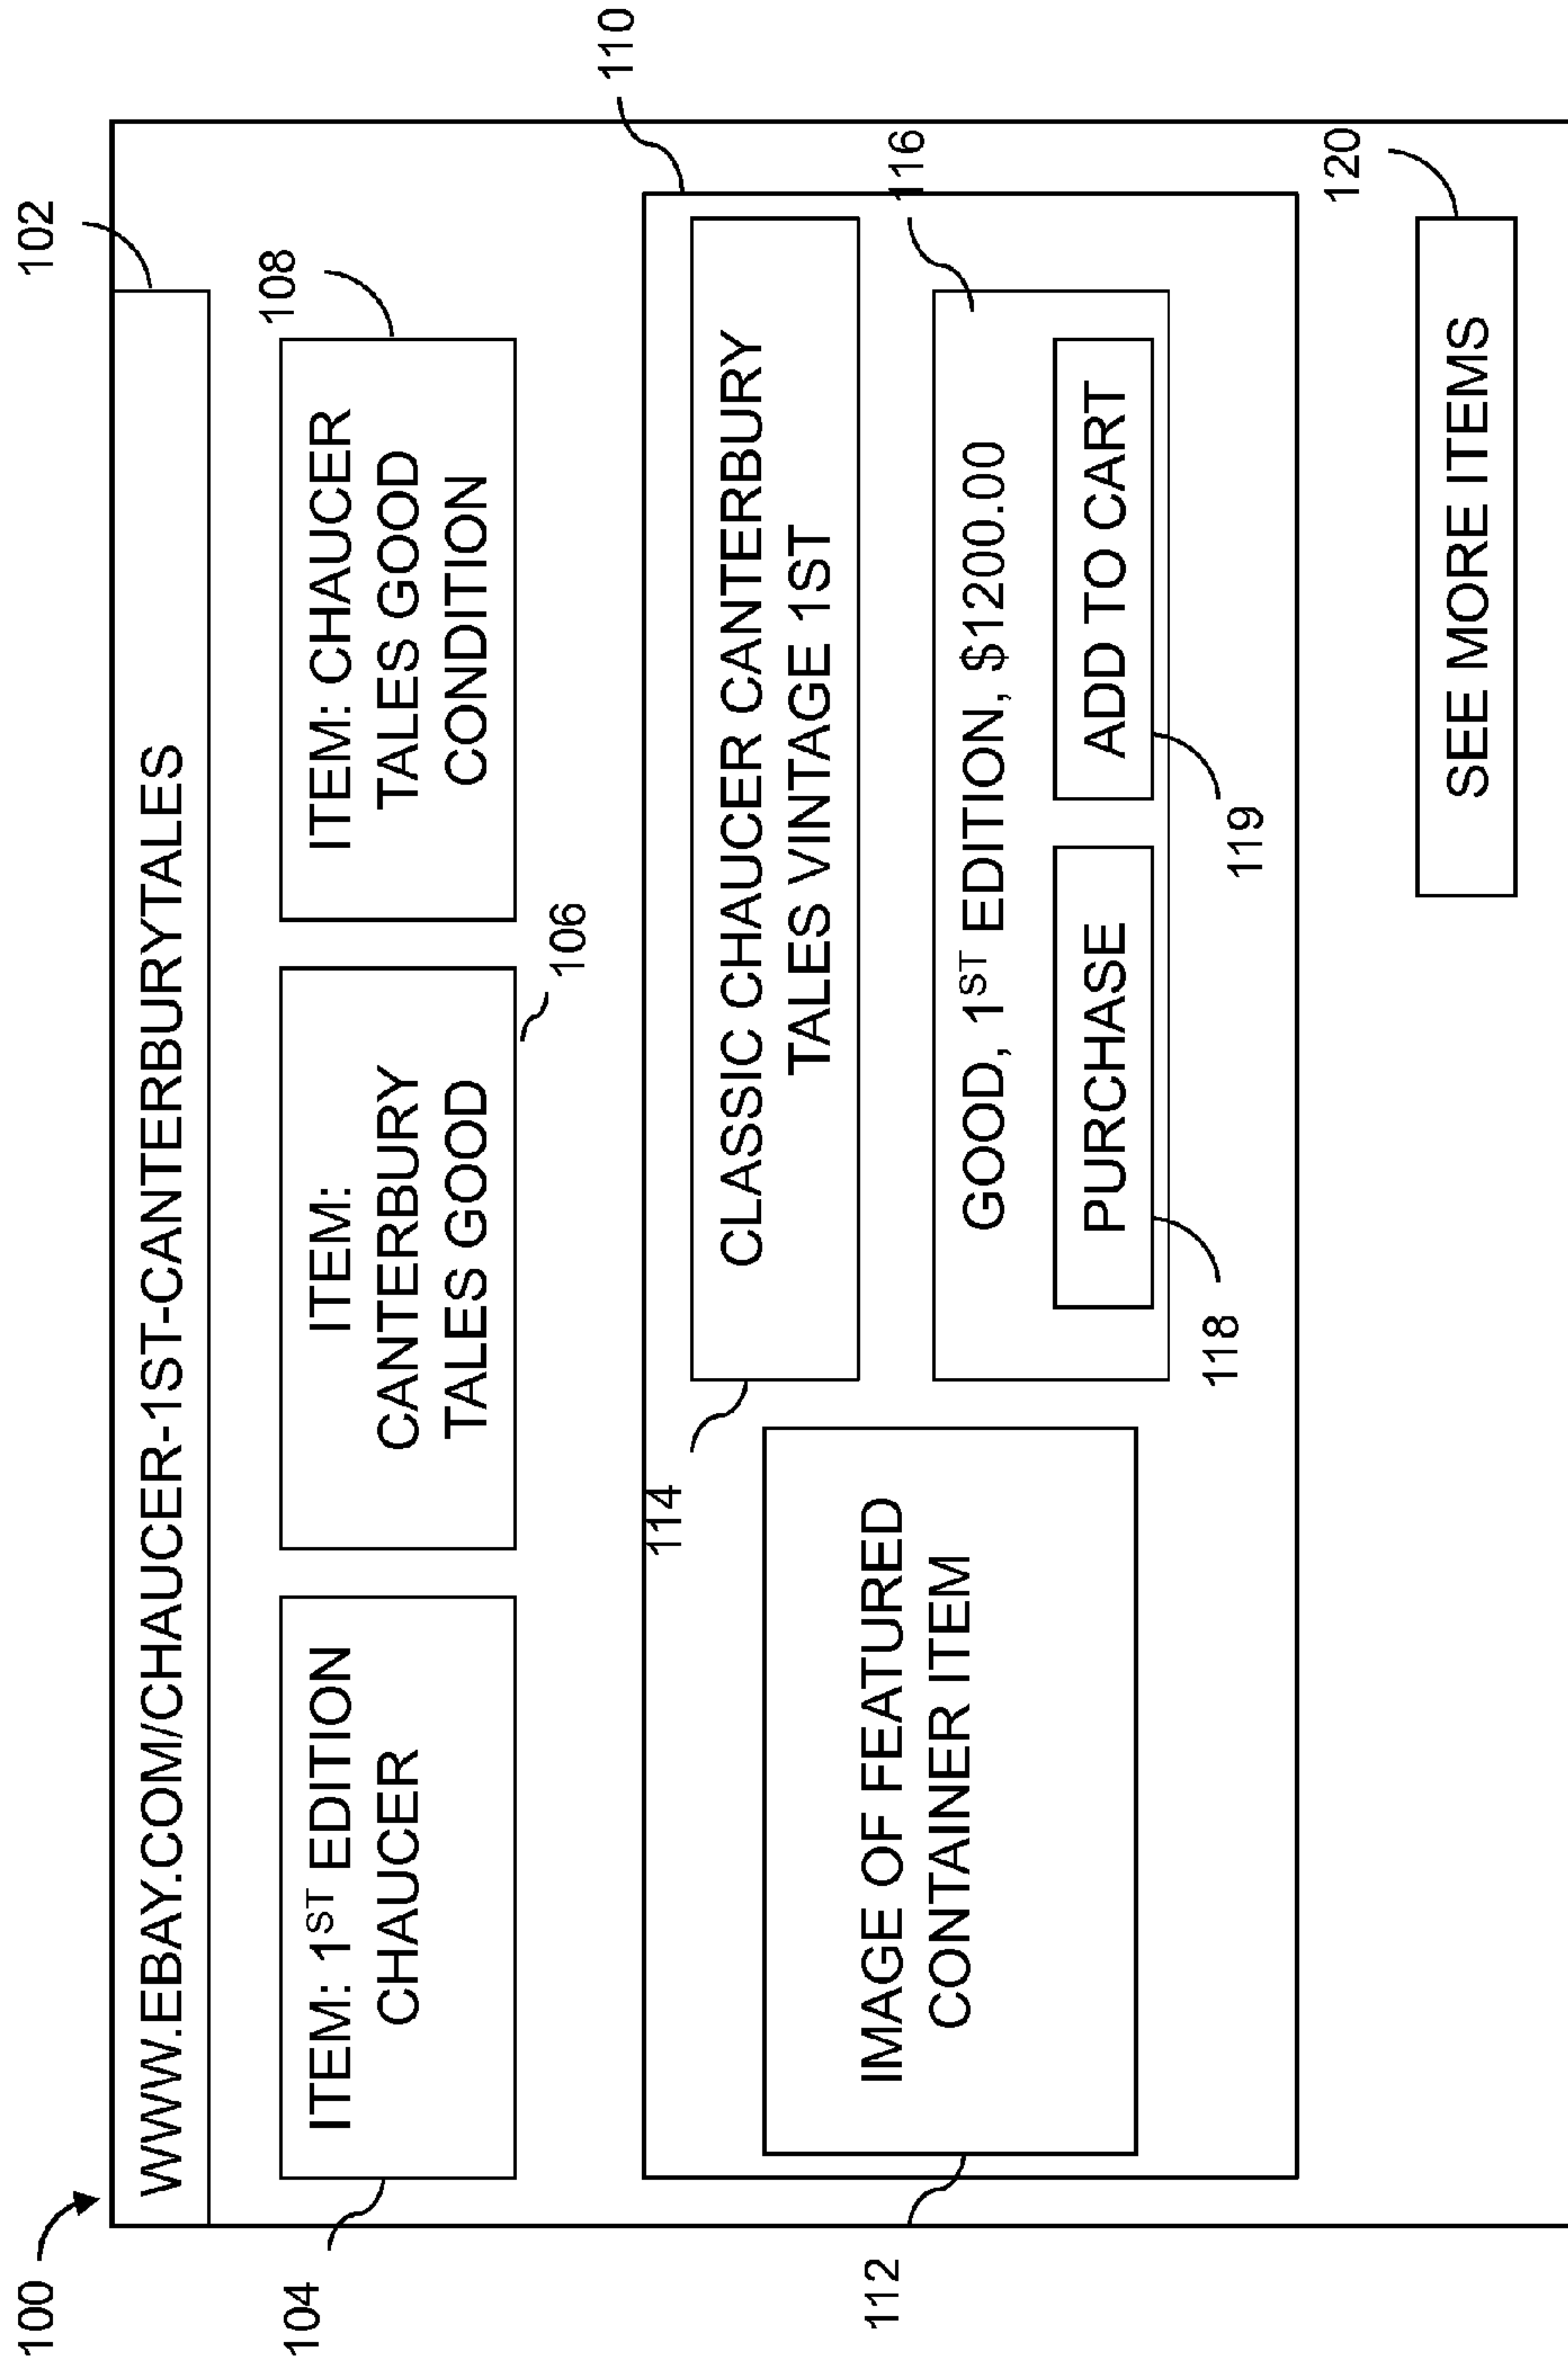 100
102
WWW.EBAY.COM/CHAUCER-1ST-CANTERBURYTALES
104
ITEM: 1ST EDITION
CHAUCER
ITEM:
CANTERBURY
TALES GOOD
106
108
ITEM: CHAUCER
TALES GOOD
CONDITION
110
112
IMAGE OF FEATURED
CONTAINER ITEM
114
CLASSIC CHAUCER CANTERBURY
TALES VINTAGE 1ST
116
GOOD, 1ST EDITION, $1200.00
PURCHASE
ADD TO CART
118
119
120
SEE MORE ITEMS